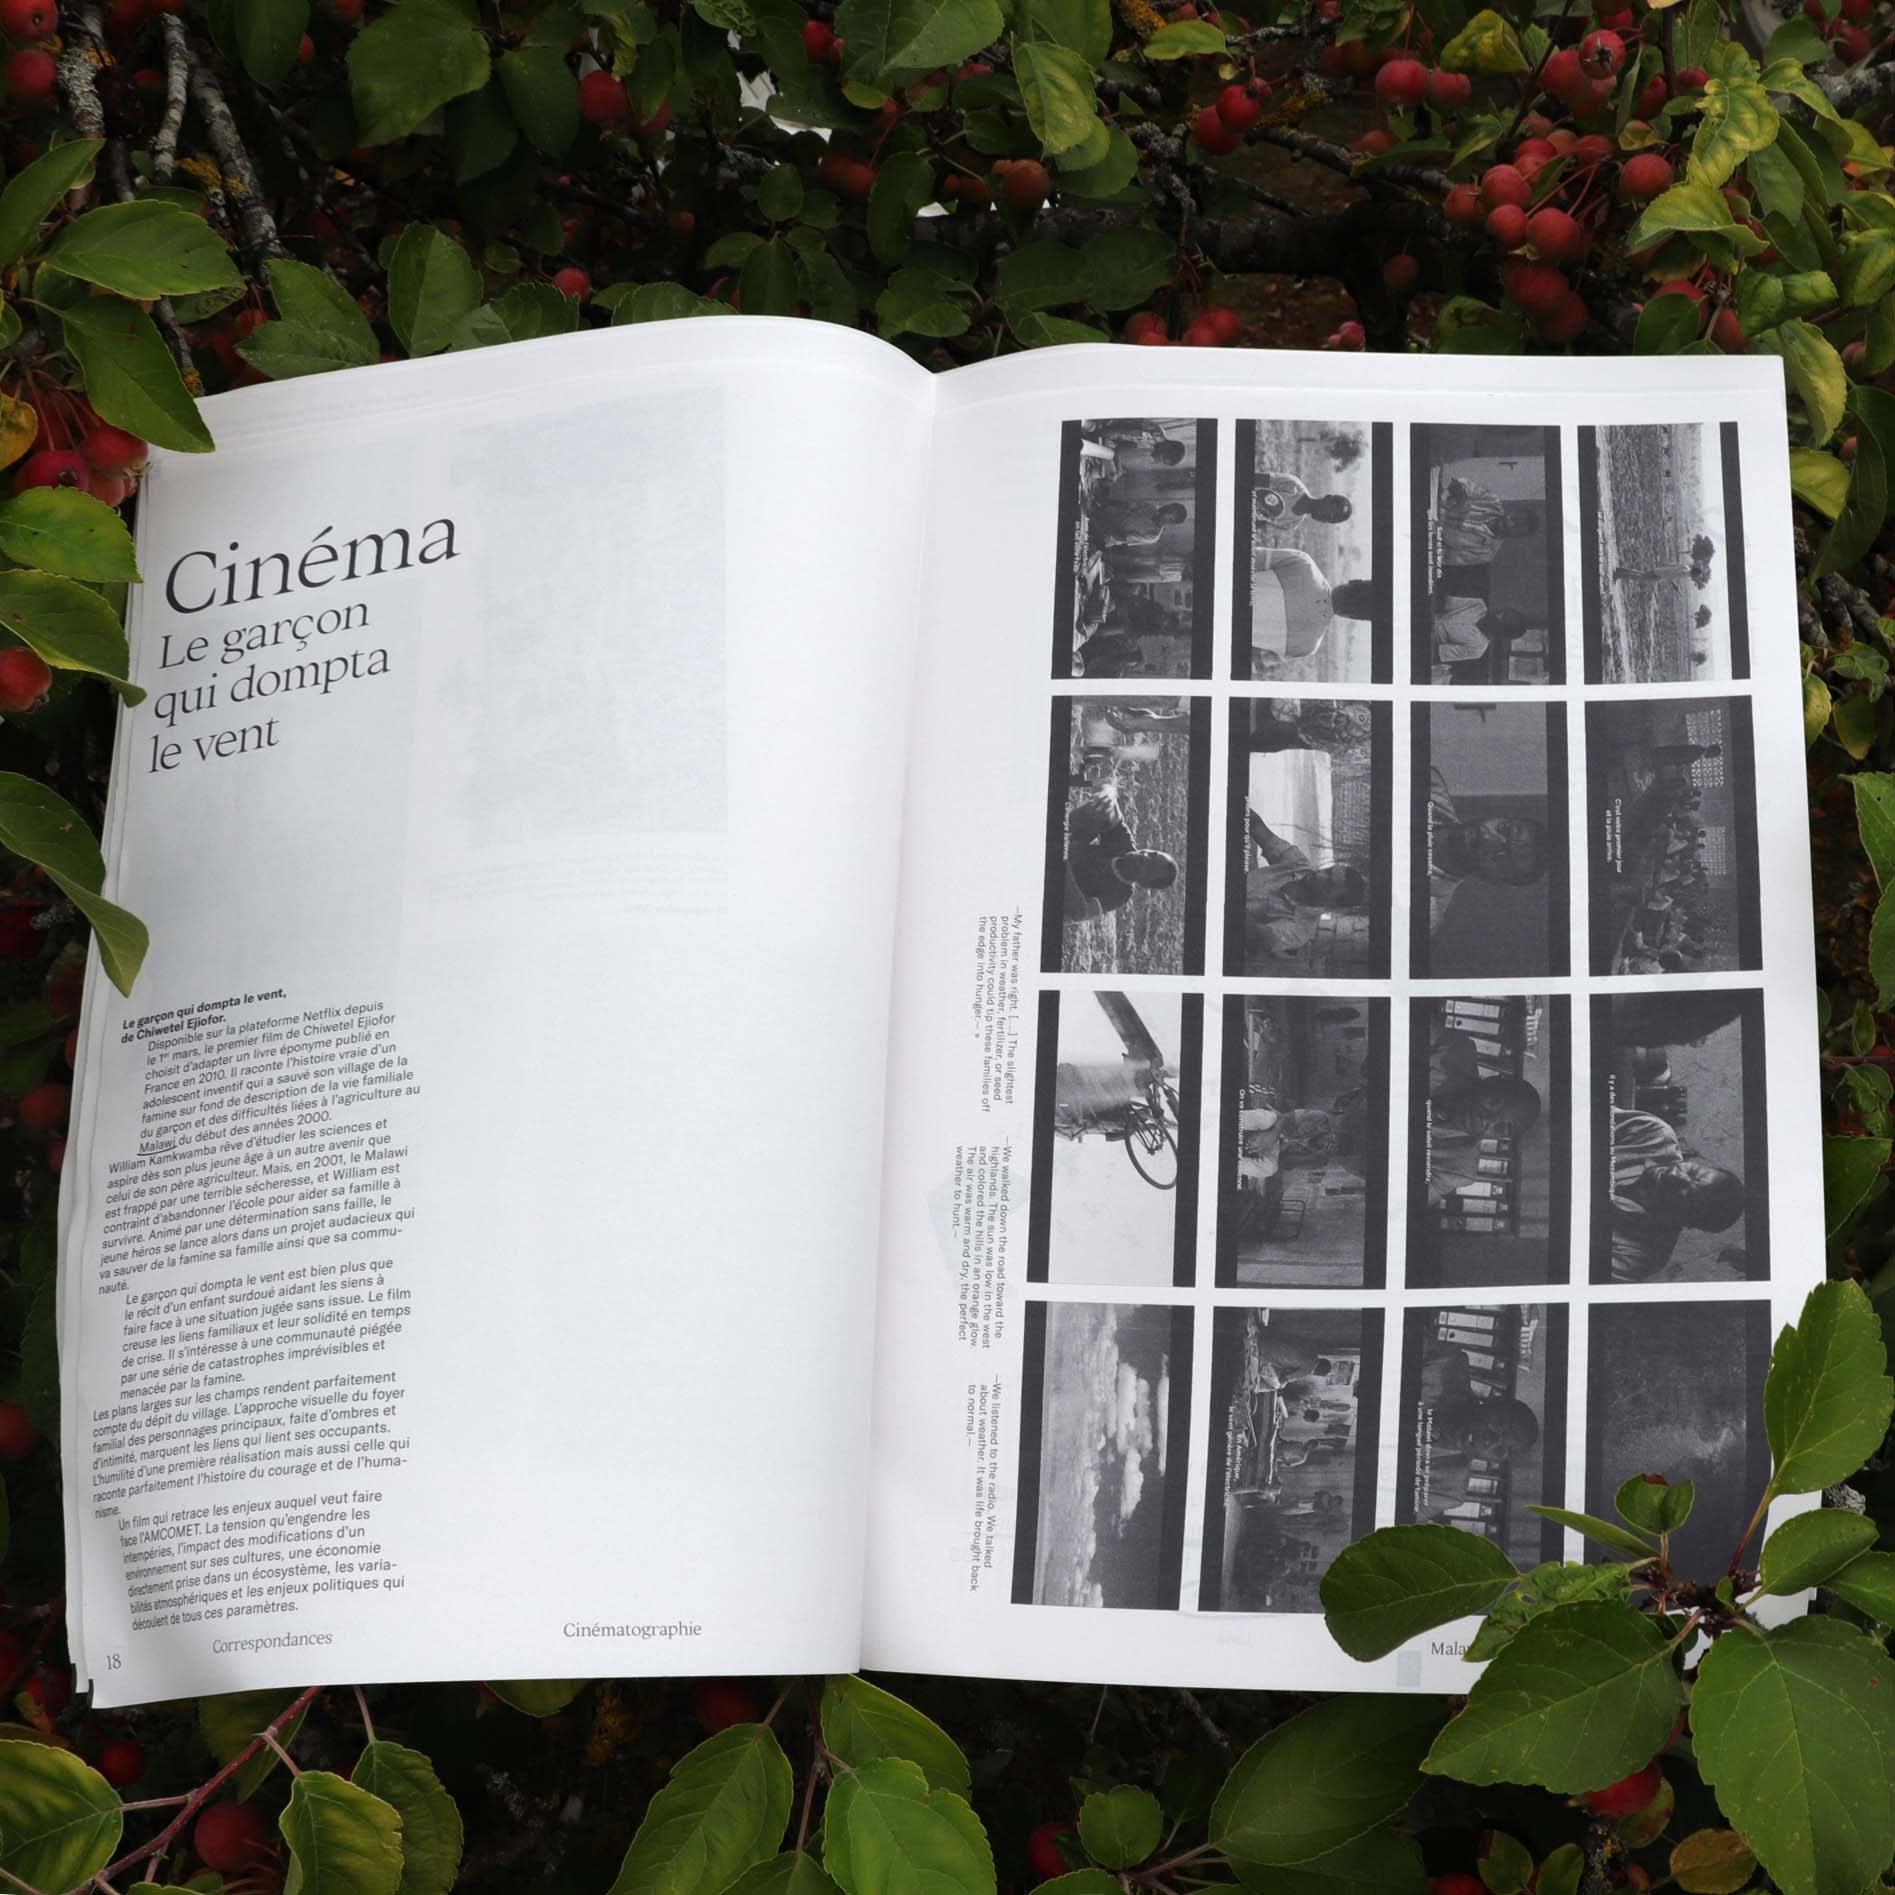 Cinéma
Le garçon
qui dompta
le vent
Le garçon qui dompta le vent,
de Chiwetel Ejiofor.
Disponible sur la plateforme Netflix depuis
le 1er mars, le premier film de Chiwetel Ejiofor
choisit d'adapter un livre éponyme publié en
France en 2010. Il raconte l'histoire vraie d'un
adolescent inventif qui a sauvé son village de la
famine sur fond de description de la vie familiale
du garçon et des difficultés liées à l'agriculture au
Malawi du début des années 2000.
William Kamkwamba rêve d'étudier les sciences et
aspire dès son plus jeune âge à un autre avenir que
celui de son père agriculteur. Mais, en 2001, le Malawi
est frappé par une terrible sécheresse, et William est
contraint d'abandonner l'école pour aider sa famille à
survivre. Animé par une détermination sans faille, le
jeune héros se lance alors dans un projet audacieux qui
va sauver de la famine sa famille ainsi que sa commu-
nauté.
Le garçon qui dompta le vent est bien plus que
le récit d'un enfant surdoué aidant les siens à
faire face à une situation jugée sans issue. Le film
creuse les liens familiaux et leur solidité en temps
de crise. Il s'intéresse à une communauté piégée
par une série de catastrophes imprévisibles et
menacée par la famine.
Les plans larges sur les champs rendent parfaitement
compte du dépit du village. L'approche visuelle du foyer
familial des personnages principaux, faite d'ombres et
d'intimité, marquent les liens qui lient ses occupants.
L'humilité d'une première réalisation mais aussi celle qui
raconte parfaitement l'histoire du courage et de l'huma-
nisme.
Un film qui retrace les enjeux auquel veut faire
face l'AMCOMET. La tension qu'engendre les
intempéries, l'impact des modifications d'un
environnement sur ses cultures, une économie
directement prise dans un écosystème, les varia-
bilités atmosphériques et les enjeux politiques qui
découlent de tous ces paramètres.
18
Correspondances
Cinématographie
—My father was right. [...] The slightest
problem in weather, fertilizer, or seed
productivity could tip these families off
the edge into hunger.— »
—We walked down the road toward the
highlands. The sun was low in the west
and colored the hills in an orange glow.
The air was warm and dry, the perfect
weather to hunt.—
—We listened to the radio. We talked
about weather. It was life brought back
to normal.—
C'est notre premier jour
et la pluie arrive.
Il y a des inondations au Mozambique
Quand la pluie cessera,
quand le soleil reviendra,
le Malawi devra se préparer
à une longue période de famine
prions pour qu'il pleuve.
On va construire une éolienne.
En Amérique,
le vent génère de l'électricité
L'énergie éolienne.